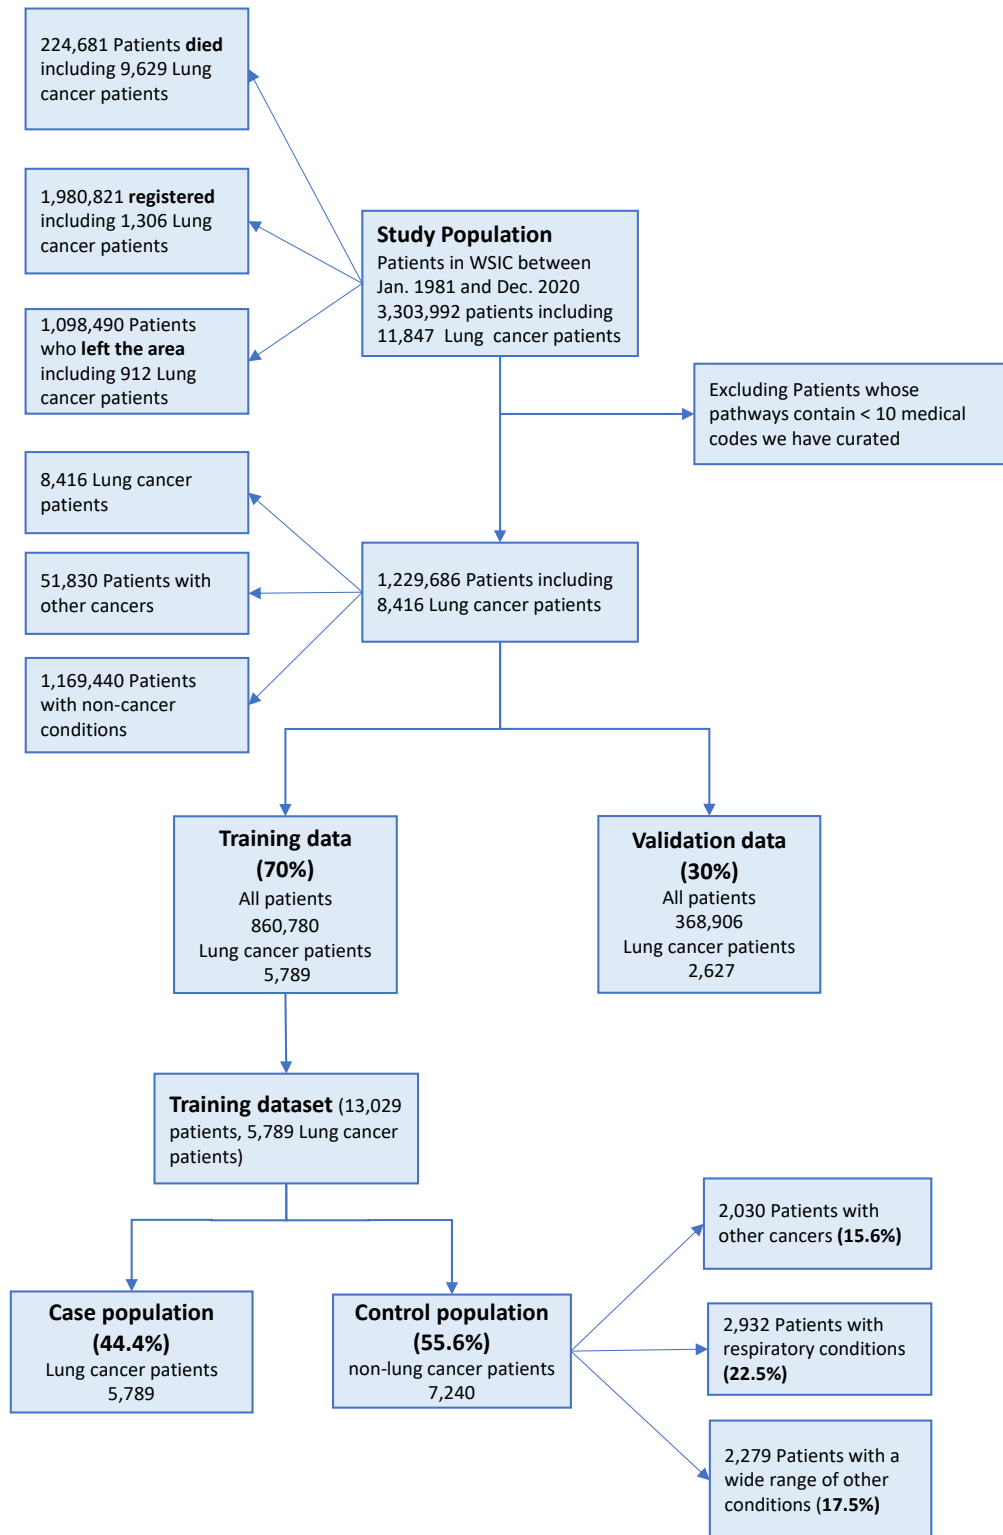 224,681 Patients died
including 9,629 Lung
cancer patients
1,980,821 registered
including 1,306 Lung
cancer patients
1,098,490 Patients
who left the area
including 912 Lung
cancer patients
Study Population
Patients in WSIC between
Jan. 1981 and Dec. 2020
3,303,992 patients including
11,847 Lung cancer patients
Excluding Patients whose
pathways contain < 10 medical
codes we have curated
8,416 Lung cancer
patients
51,830 Patients with
other cancers
1,169,440 Patients
with non-cancer
conditions
1,229,686 Patients including
8,416 Lung cancer patients
Training data
(70%)
All patients
860,780
Lung cancer patients
5,789
Validation data
(30%)
All patients
368,906
Lung cancer patients
2,627
Training dataset (13,029
patients, 5,789 Lung cancer
patients)
Case population
(44.4%)
Lung cancer patients
5,789
Control population
(55.6%)
non-lung cancer patients
7,240
2,030 Patients with
other cancers (15.6%)
2,932 Patients with
respiratory conditions
(22.5%)
2,279 Patients with a
wide range of other
conditions (17.5%)